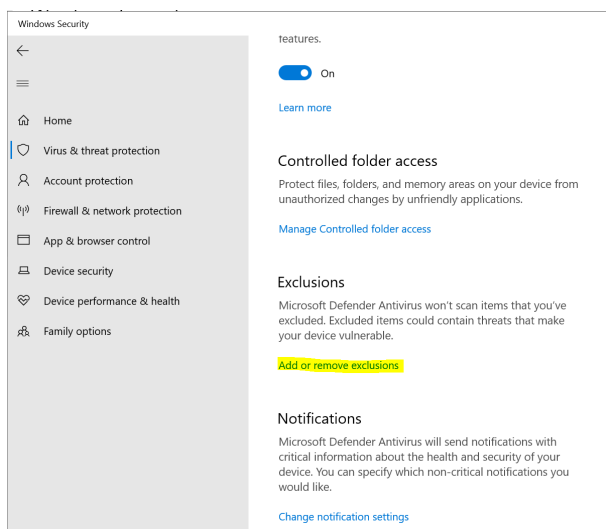 Windows Security
Home
Virus & threat protection
Account protection
Firewall & network protection
App & browser control
Device security
Device performance & health
Family options
features.
On
Learn more
Controlled folder access
Protect files, folders, and memory areas on your device from
unauthorized changes by unfriendly applications.
Manage Controlled folder access
Exclusions
Microsoft Defender Antivirus won't scan items that you've
excluded. Excluded items could contain threats that make
your device vulnerable.
Add or remove exclusions
Notifications
Microsoft Defender Antivirus will send notifications with
critical information about the health and security of your
device. You can specify which non-critical notifications you
would like.
Change notification settings